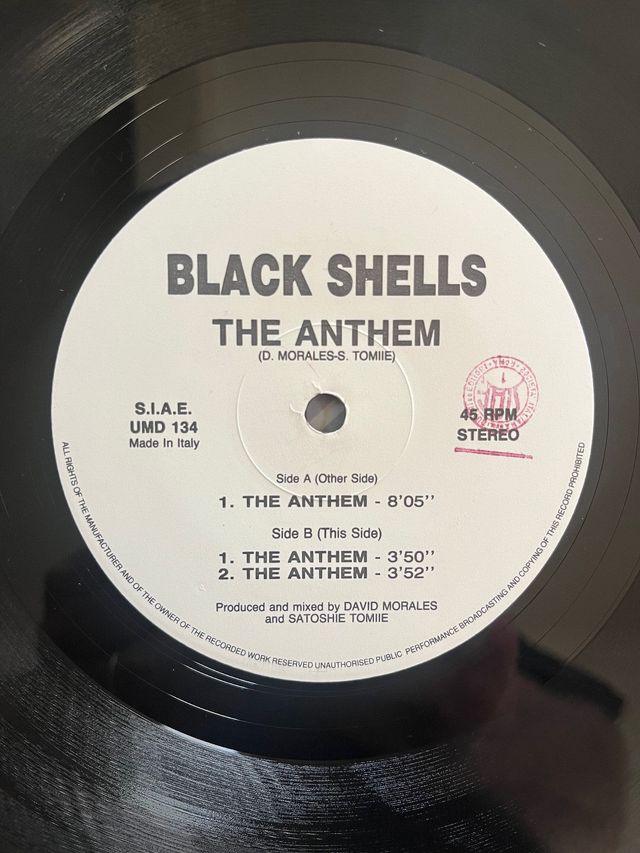 BLACK SHELLS
THE ANTHEM
(D. MORALES-S. TOMIIE)
S.I.A.E.
UMD 134
Made In Italy
45 RPM
STEREO
Side A (Other Side)
1. THE ANTHEM - 8'05''
Side B (This Side)
1. THE ANTHEM - 3'50''
2. THE ANTHEM - 3'52''
Produced and mixed by DAVID MORALES
and SATOSHIE TOMIIE
ALL RIGHTS OF THE MANUFACTURER AND OF THE OWNER OF THE RECORDED WORK RESERVED UNAUTHORISED PUBLIC PERFORMANCE BROADCASTING AND COPYING OF THIS RECORD PROHIBITED